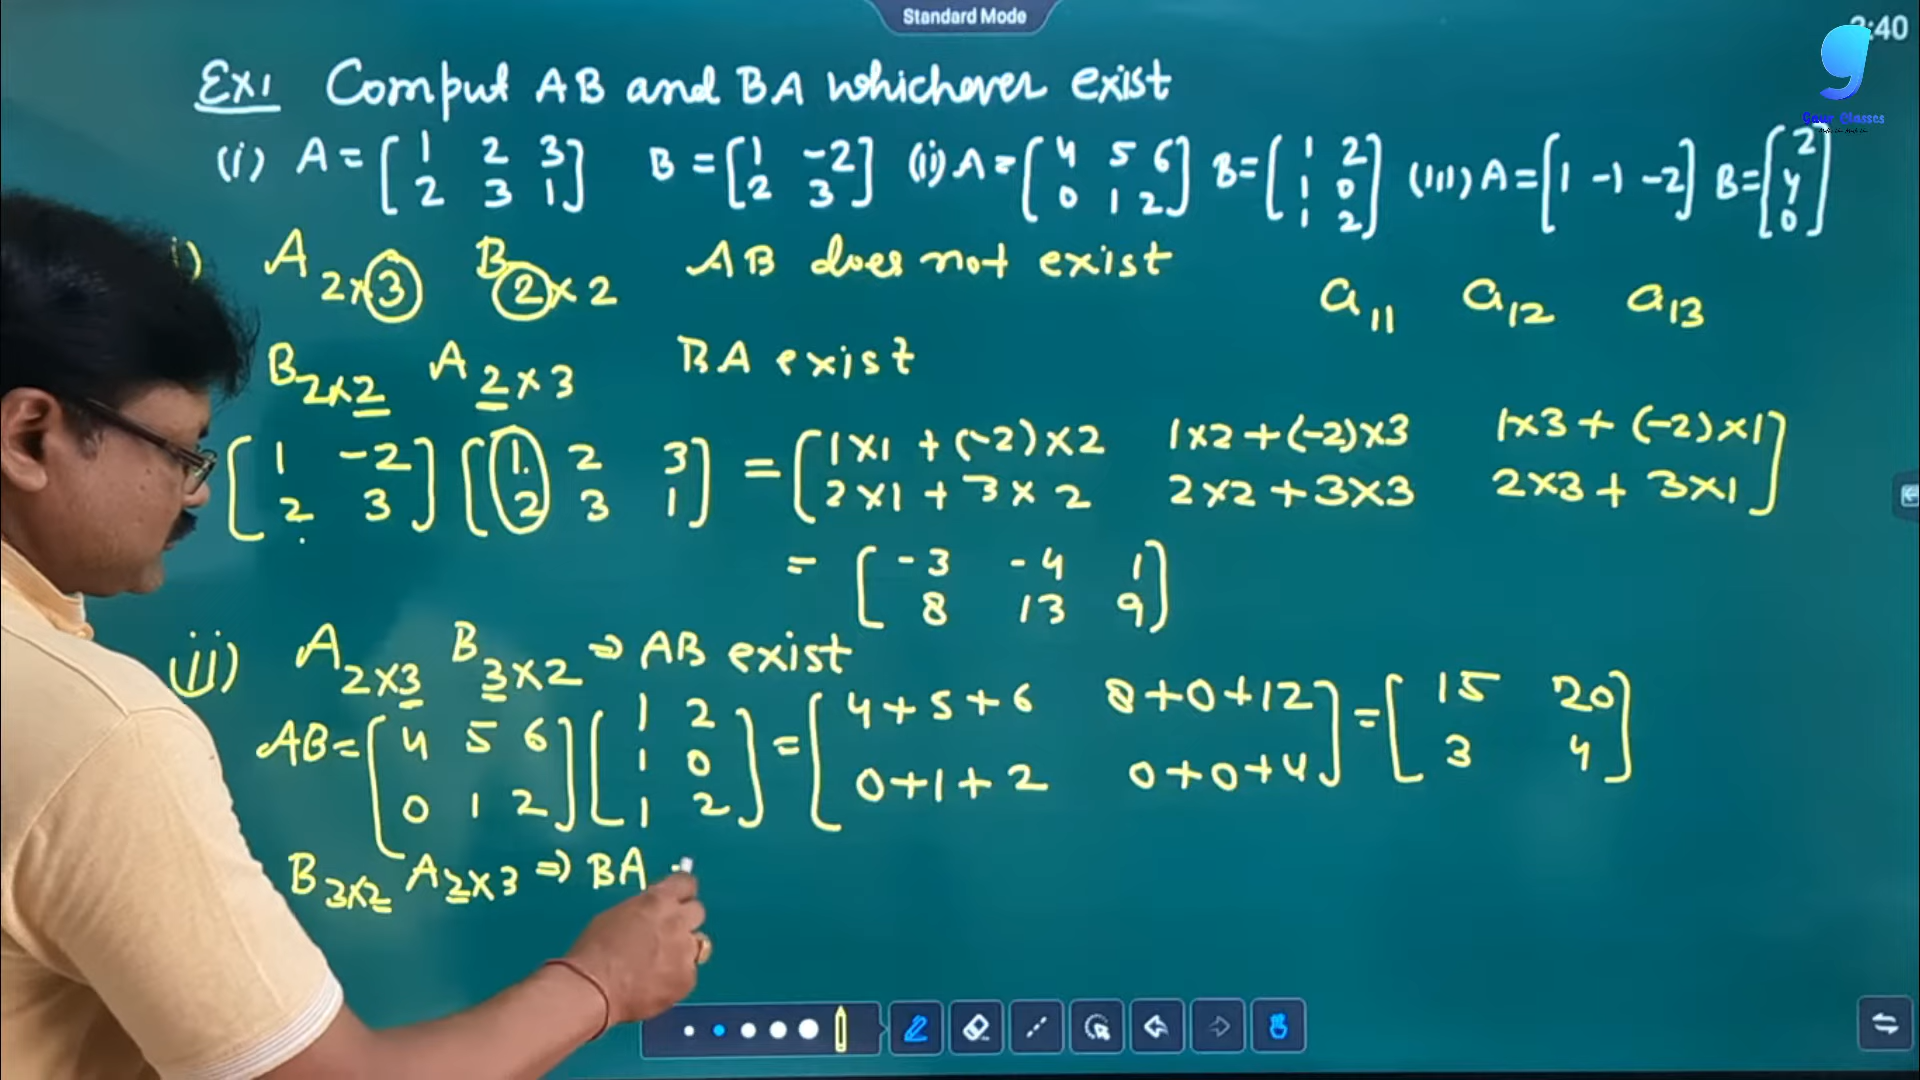 Standard Mode
:40
Gaur Classes
Ex1 Comput AB and BA whichever exist
(i) A = [1 2 3 B = [1 -2] (ii) A = [4 5 6] B = [1 2] (iii) A = [1 -1 -2] B = [2
2 3 1] 2 3] 0 1 2] 1 0 4
1 2] 0]
i) A 2×3 B 2×2 AB does not exist
a11 a12 a13
B2×2 A2×3 BA exist
[1 -2] [1 2 3] = [1×1 + (-2)×2 1×2 + (-2)×3 1×3 + (-2)×1]
2 3] 2 3 1] 2×1 + 3×2 2×2 + 3×3 2×3 + 3×1]
= [-3 -4 1]
8 13 9]
(ii) A2×3 B3×2 ⇒ AB exist
AB = [4 5 6] [1 2] = [4+5+6 8+0+12] = [15 20]
1 0
0 1 2] 1 2] 0+1+2 0+0+4] 3 4]
B3×2 A2×3 ⇒ BA